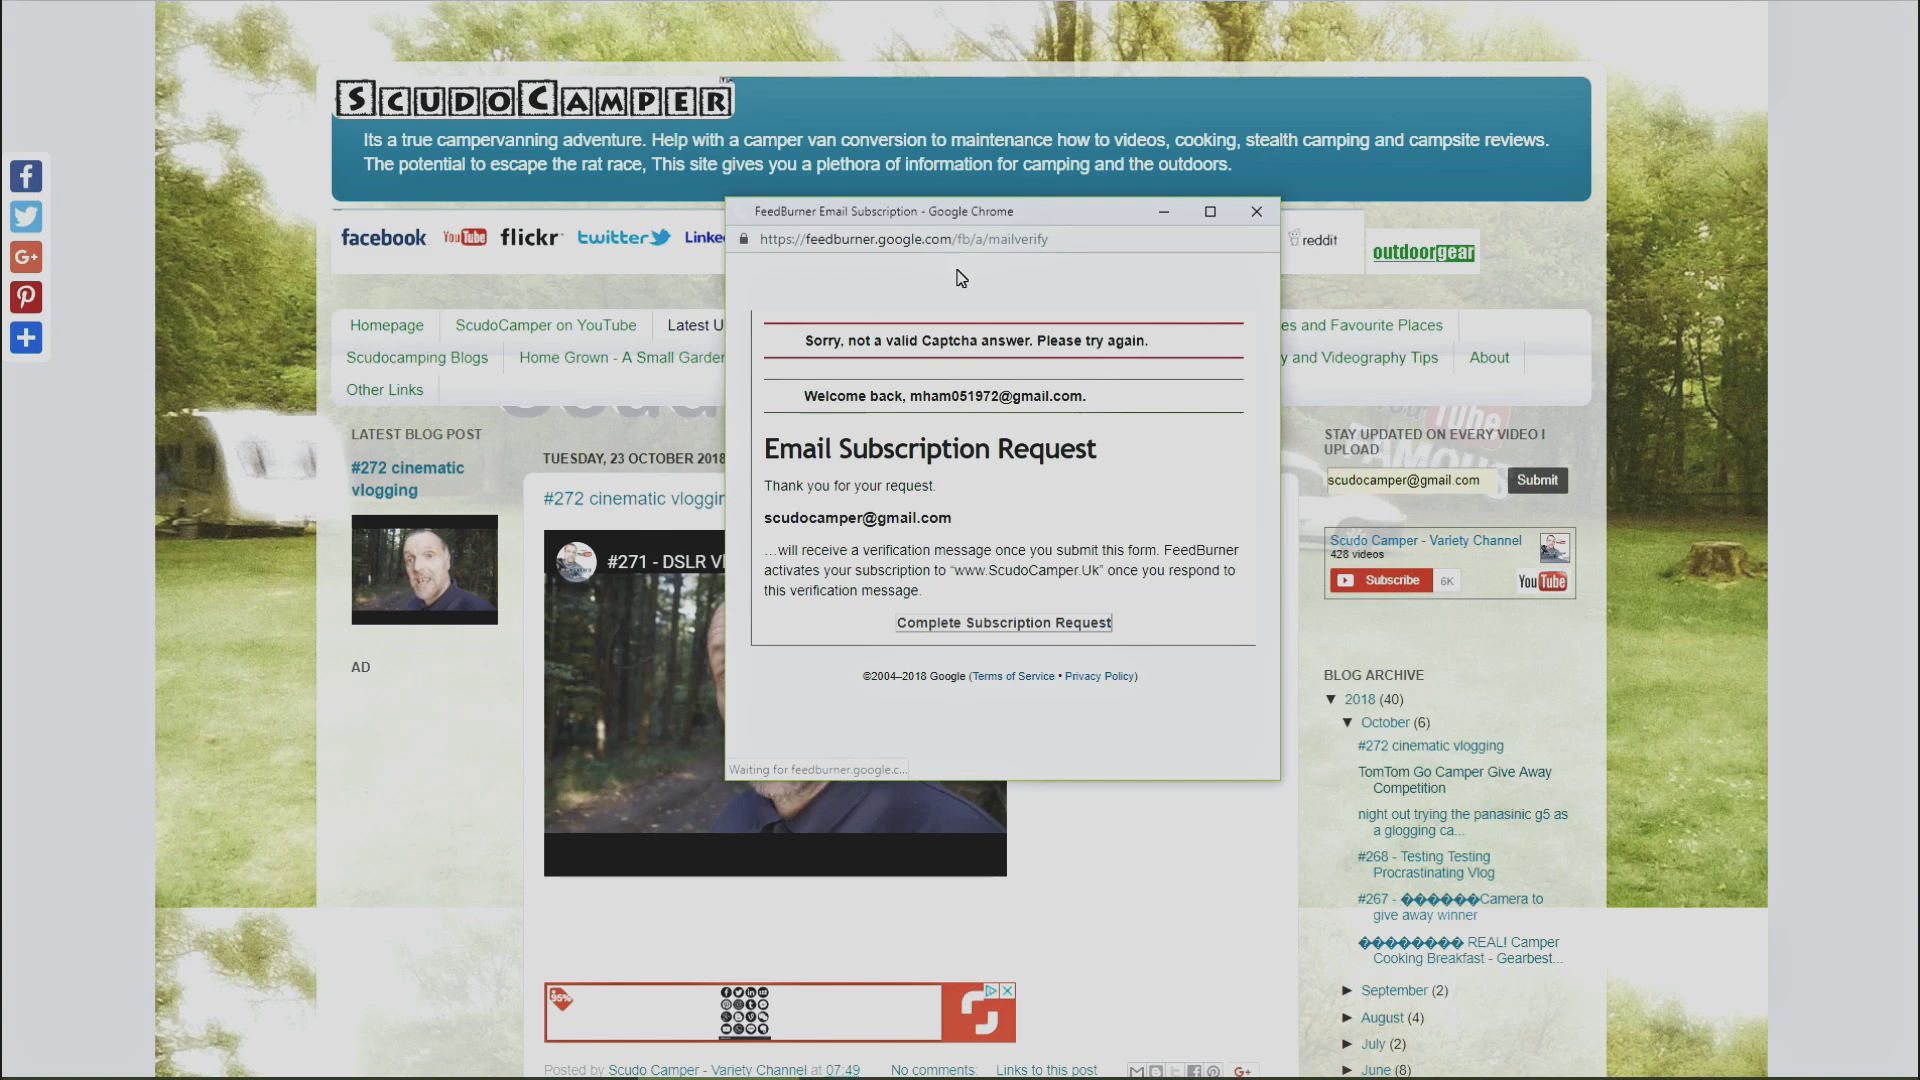 ScudoCamper
Its a true campervanning adventure. Help with a camper van conversion to maintenance how to videos, cooking, stealth camping and campsite reviews.
The potential to escape the rat race, This site gives you a plethora of information for camping and the outdoors.
facebook YouTube flickr twitter Linke
reddit
outdoorgear
Homepage ScudoCamper on YouTube Latest U
es and Favourite Places
Scudocamping Blogs Home Grown - A Small Garder
y and Videography Tips About
Other Links
FeedBurner Email Subscription - Google Chrome
https://feedburner.google.com/fb/a/mailverify
Sorry, not a valid Captcha answer. Please try again.
Welcome back, mham051972@gmail.com.
Email Subscription Request
Thank you for your request.
scudocamper@gmail.com
…will receive a verification message once you submit this form. FeedBurner
activates your subscription to “www.ScudoCamper.Uk” once you respond to
this verification message.
Complete Subscription Request
©2004–2018 Google (Terms of Service • Privacy Policy)
Waiting for feedburner.google.c...
LATEST BLOG POST
#272 cinematic
vlogging
AD
TUESDAY, 23 OCTOBER 2018
#272 cinematic vloggin
#271 - DSLR Vl
95%
Posted by Scudo Camper - Variety Channel at 07:49 No comments: Links to this post
STAY UPDATED ON EVERY VIDEO I
UPLOAD
scudocamper@gmail.com Submit
Scudo Camper - Variety Channel
428 videos
Subscribe 6K YouTube
BLOG ARCHIVE
▼ 2018 (40)
▼ October (6)
#272 cinematic vlogging
TomTom Go Camper Give Away
Competition
night out trying the panasinic g5 as
a glogging ca...
#268 - Testing Testing
Procrastinating Vlog
#267 - ������Camera to
give away winner
�������� REAL! Camper
Cooking Breakfast - Gearbest...
► September (2)
► August (4)
► July (2)
► June (8)